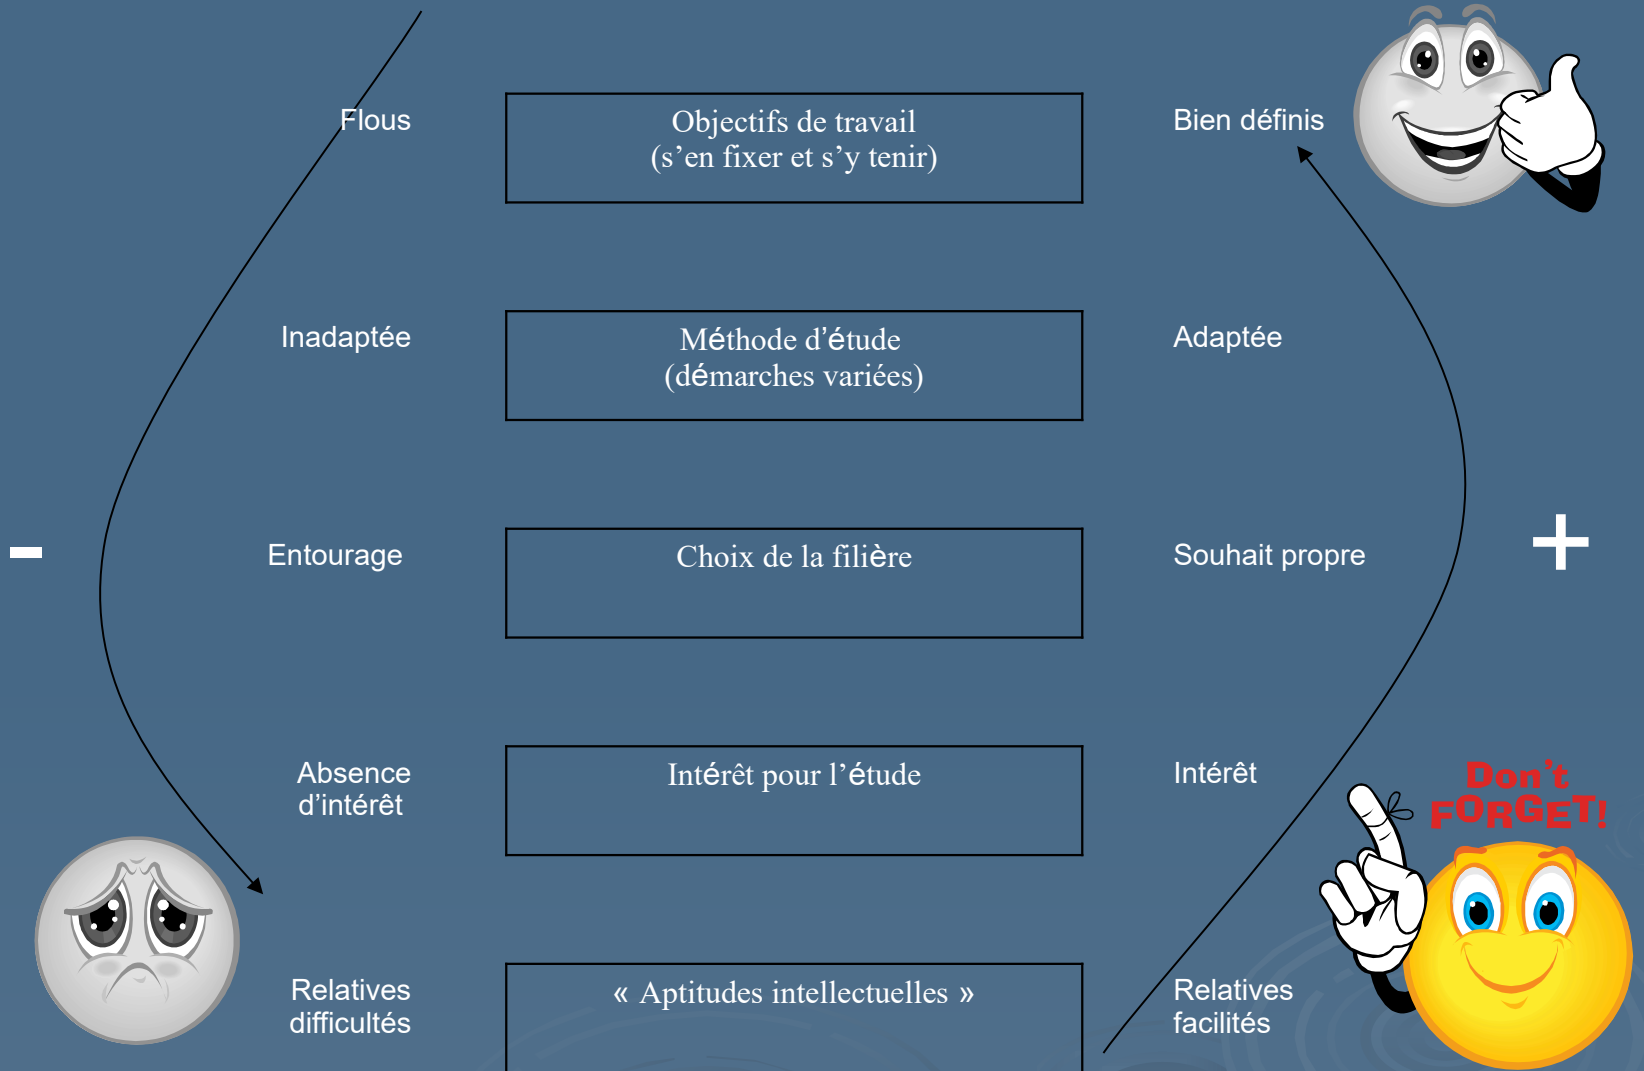 Flous
Objectifs de travail
(s’en fixer et s’y tenir)
Bien définis
Inadaptée
Méthode d’étude
(démarches variées)
Adaptée
-
Entourage
Choix de la filière
Souhait propre
+
Absence
d’intérêt
Intérêt pour l’étude
Intérêt
Don't
FORGET!
Relatives
difficultés
« Aptitudes intellectuelles »
Relatives
facilités